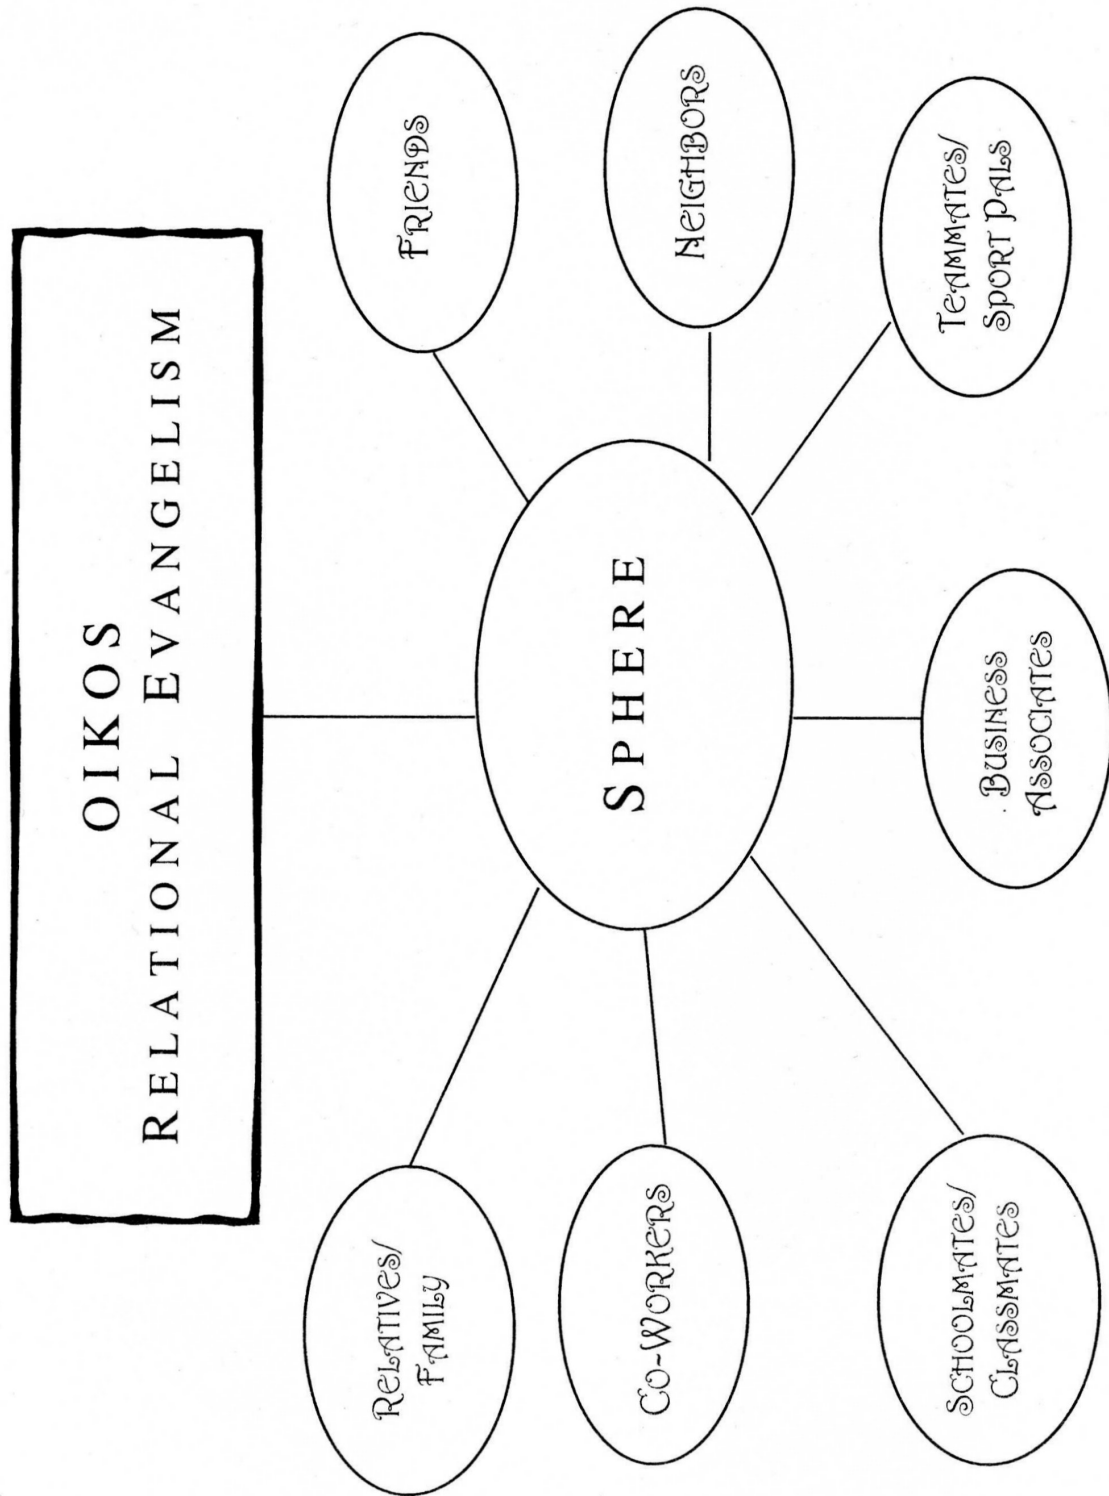 OIKOS
RELATIONAL EVANGELISM
SPHERE
RELATIVES/
FAMILY
FRIENDS
CO-WORKERS
NEIGHBORS
SCHOOLMATES/
CLASSMATES
BUSINESS
ASSOCIATES
TEAMMATES/
SPORT PALS